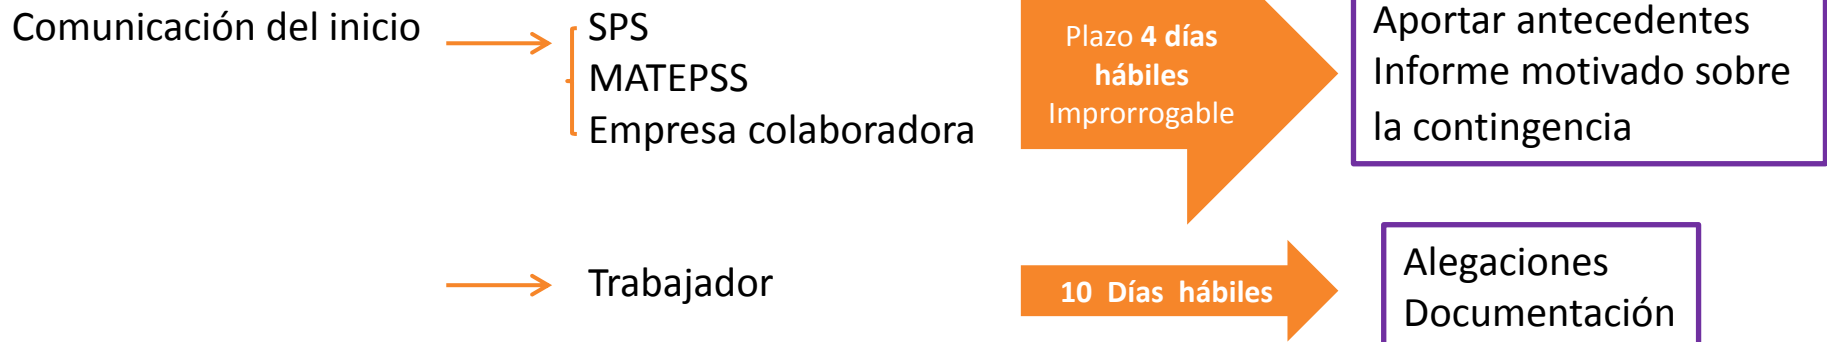 Comunicación del inicio
SPS
MATEPSS
Empresa colaboradora
Plazo 4 días
hábiles
Improrrogable
Aportar antecedentes
Informe motivado sobre
la contingencia
Trabajador
10 Días hábiles
Alegaciones
Documentación